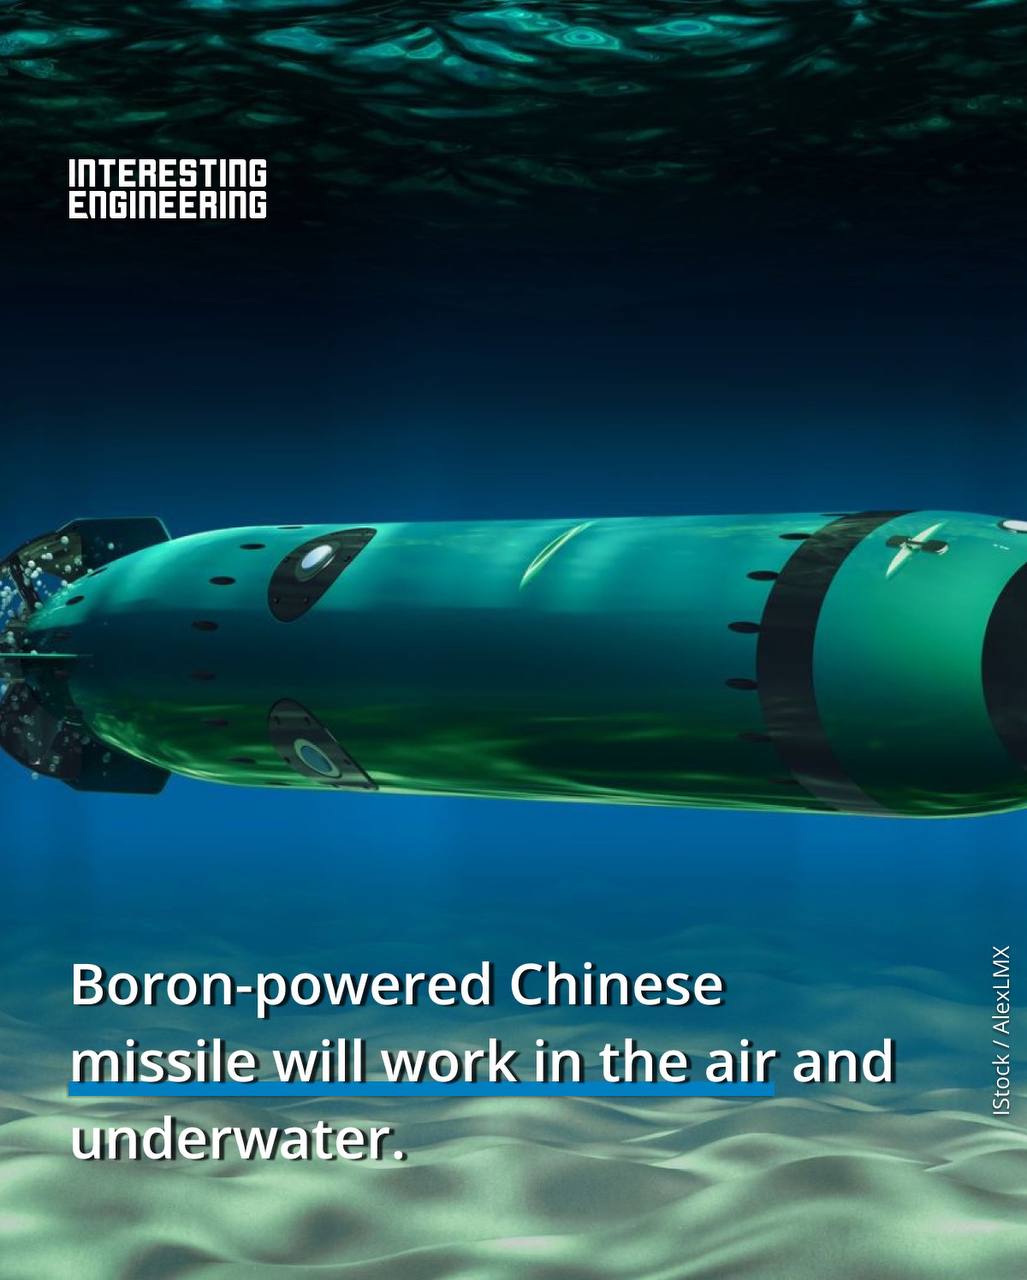 INTERESTING
ENGINEERING
Boron-powered Chinese
missile will work in the air and
underwater.
IStock / AlexLMX